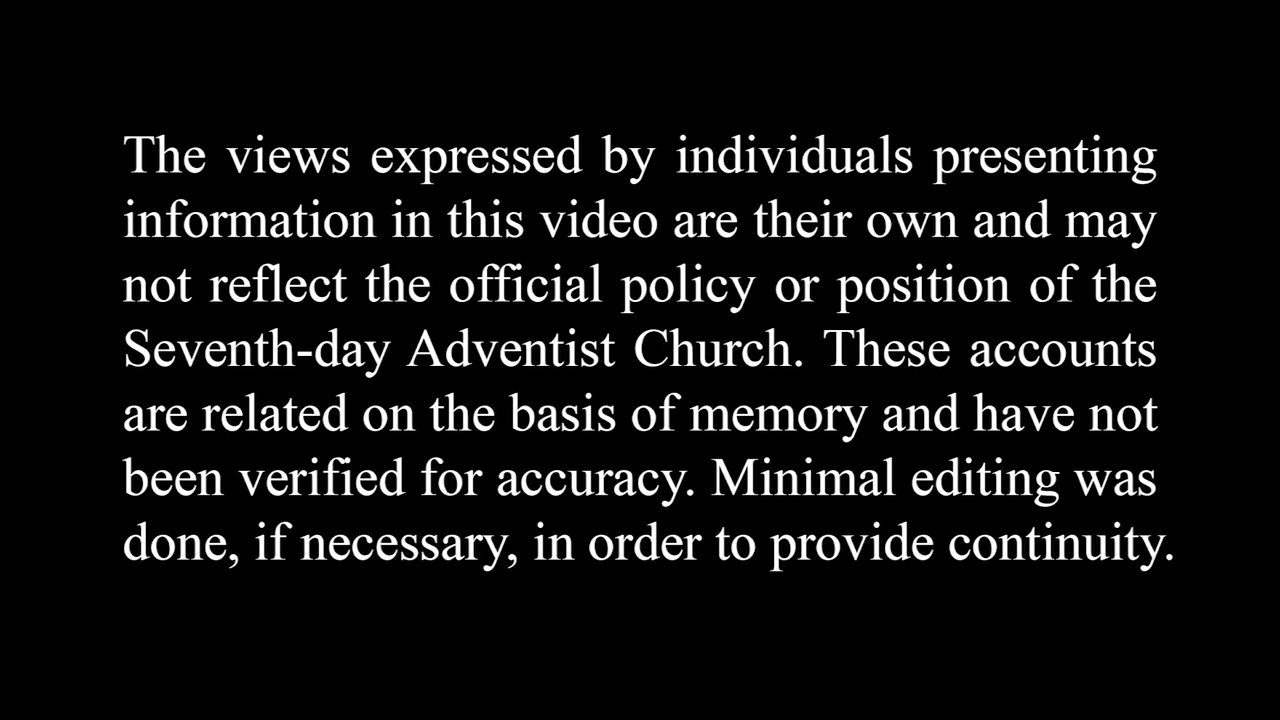 The views expressed by individuals presenting
information in this video are their own and may
not reflect the official policy or position of the
Seventh-day Adventist Church. These accounts
are related on the basis of memory and have not
been verified for accuracy. Minimal editing was
done, if necessary, in order to provide continuity.